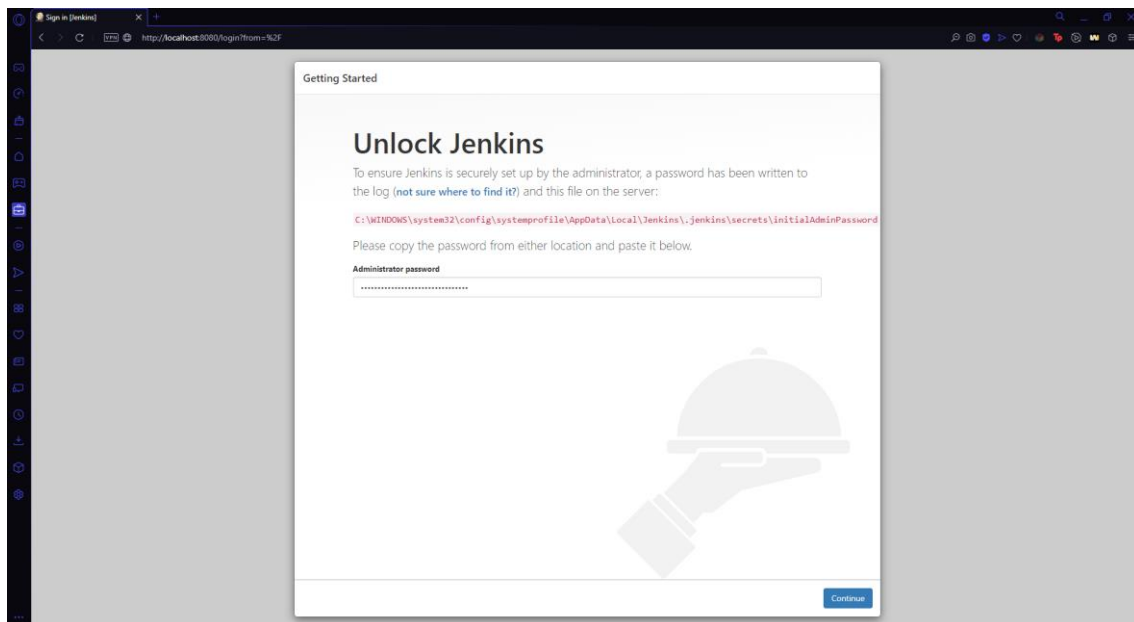 Sign in [Jenkins]
VPN
http://localhost:8080/login?from=%2F
Getting Started
Unlock Jenkins
To ensure Jenkins is securely set up by the administrator, a password has been written to
the log (not sure where to find it?) and this file on the server:
C:\WINDOWS\system32\config\systemprofile\AppData\Local\Jenkins\.jenkins\secrets\initialAdminPassword
Please copy the password from either location and paste it below.
Administrator password
Continue